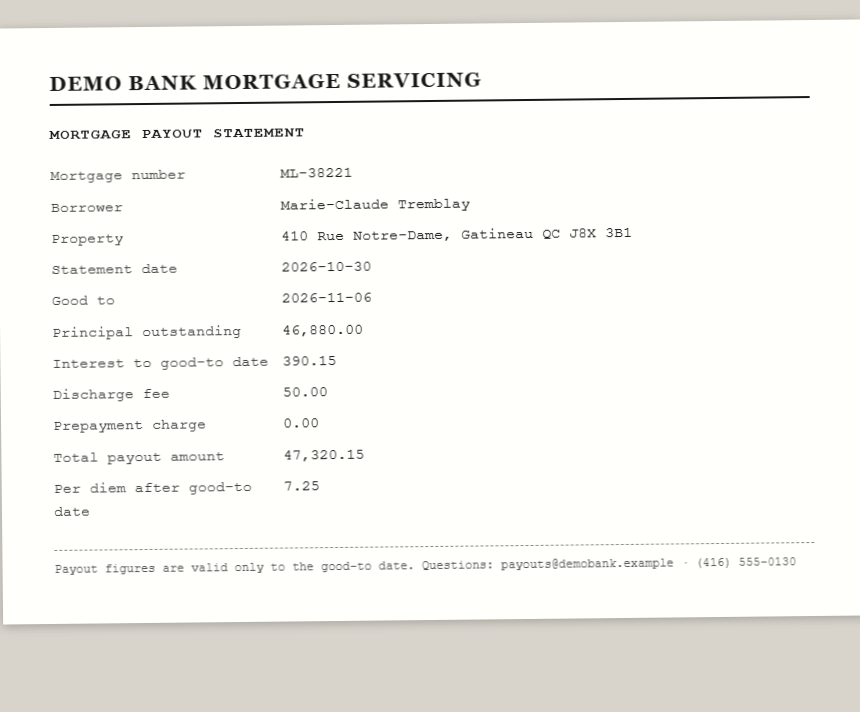 DEMO BANK MORTGAGE SERVICING
MORTGAGE PAYOUT STATEMENT
Mortgage number ML-38221
Borrower Marie-Claude Tremblay
Property 410 Rue Notre-Dame, Gatineau QC J8X 3B1
Statement date 2026-10-30
Good to 2026-11-06
Principal outstanding 46,880.00
Interest to good-to date 390.15
Discharge fee 50.00
Prepayment charge 0.00
Total payout amount 47,320.15
Per diem after good-to 7.25
date
Payout figures are valid only to the good-to date. Questions: payouts@demobank.example · (416) 555-0130